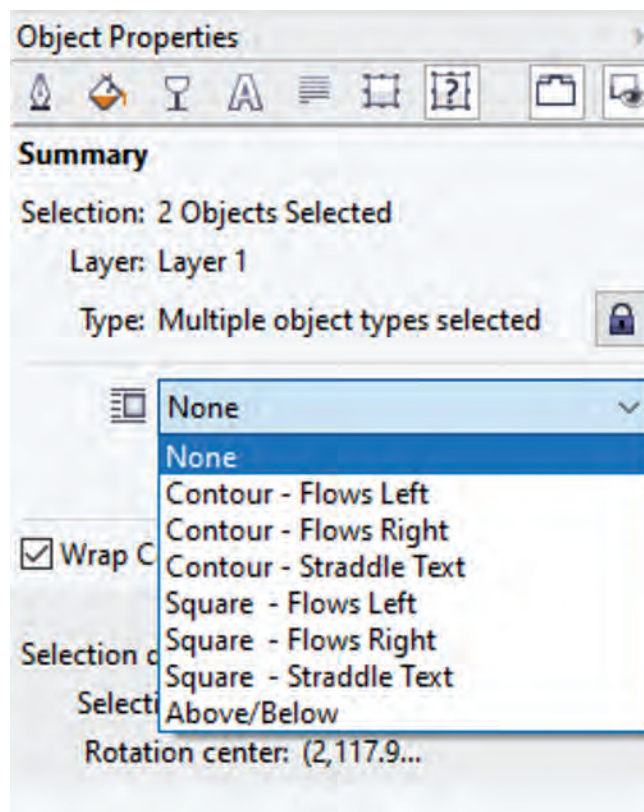 Object Properties
Summary
Selection: 2 Objects Selected
Layer: Layer 1
Type: Multiple object types selected
None
None
Contour - Flows Left
Contour - Flows Right
Wrap C
Contour - Straddle Text
Square - Flows Left
Square - Flows Right
Selection
Square - Straddle Text
Selecti
Above/Below
Rotation center: (2,117.9...